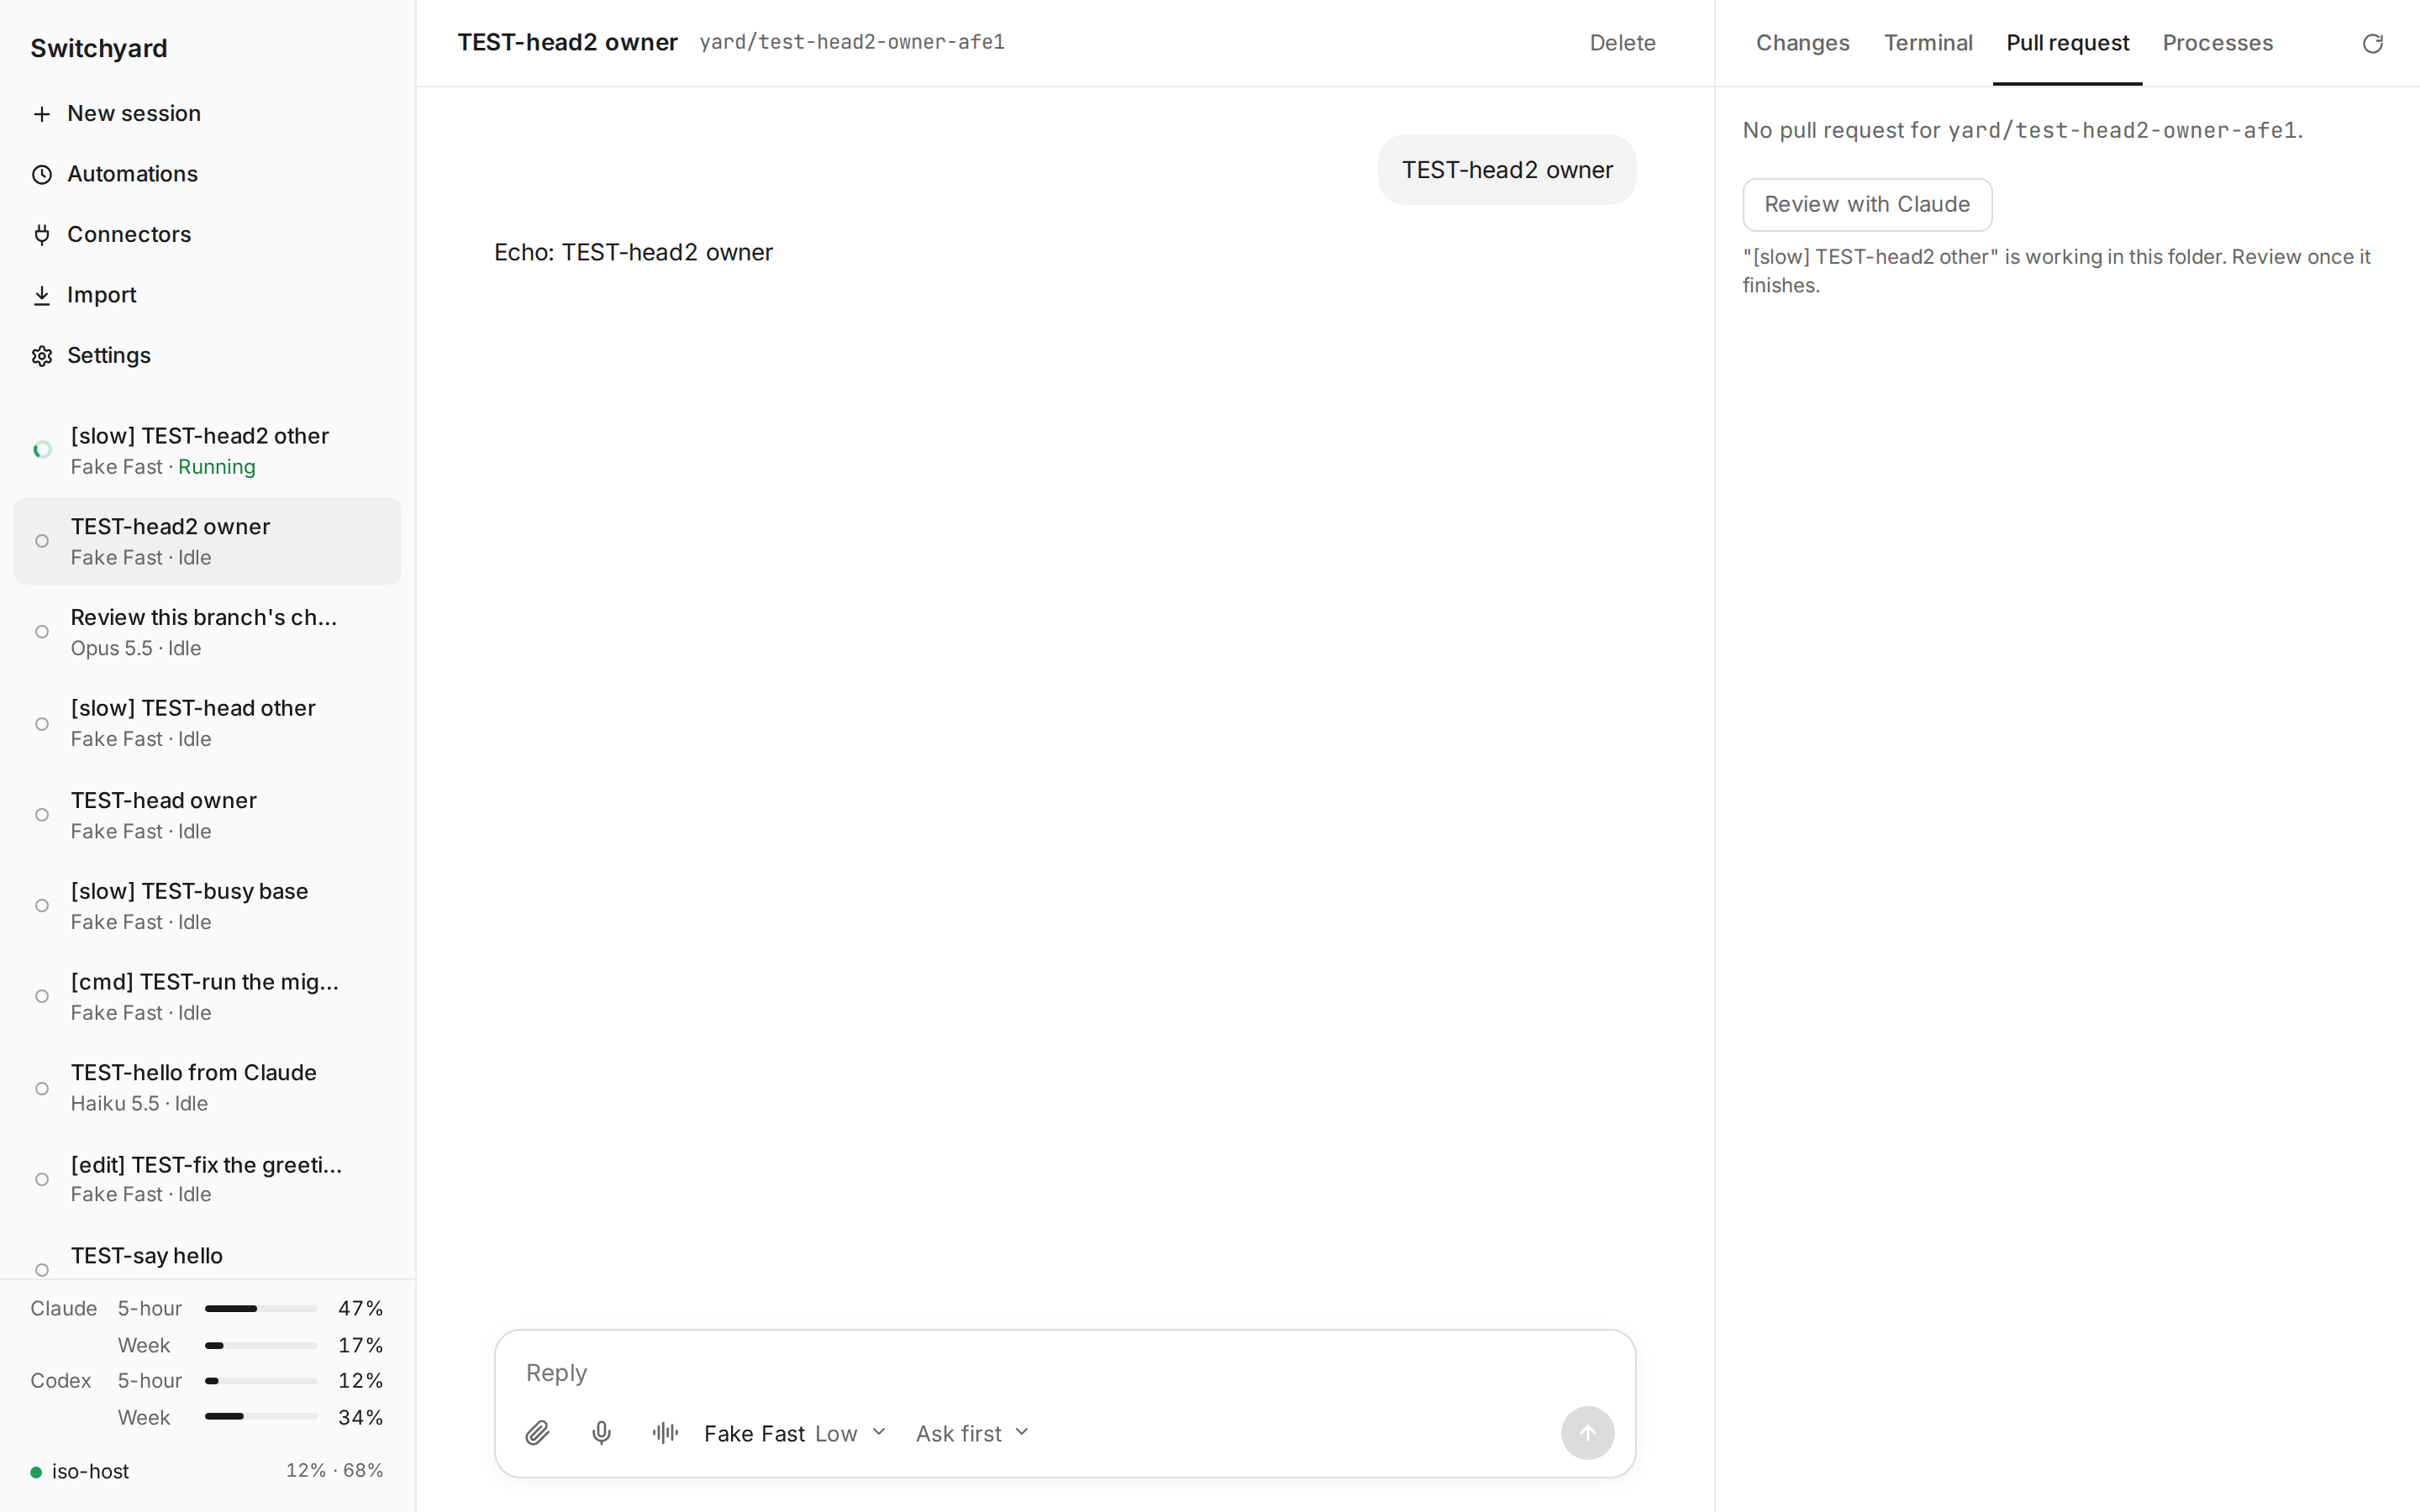 Switchyard
New session
Automations
Connectors
Import
Settings
[slow] TEST-head2 other
Fake Fast · Running
TEST-head2 owner
Fake Fast · Idle
Review this branch's ch...
Opus 5.5 · Idle
[slow] TEST-head other
Fake Fast · Idle
TEST-head owner
Fake Fast · Idle
[slow] TEST-busy base
Fake Fast · Idle
[cmd] TEST-run the mig...
Fake Fast · Idle
TEST-hello from Claude
Haiku 5.5 · Idle
[edit] TEST-fix the greeti...
Fake Fast · Idle
TEST-say hello
Claude 5-hour 47%
Week 17%
Codex 5-hour 12%
Week 34%
iso-host 12% · 68%
TEST-head2 owner yard/test-head2-owner-afe1 Delete
TEST-head2 owner
Echo: TEST-head2 owner
Reply
Fake Fast Low Ask first
Changes Terminal Pull request Processes
No pull request for yard/test-head2-owner-afe1.
Review with Claude
"[slow] TEST-head2 other" is working in this folder. Review once it
finishes.